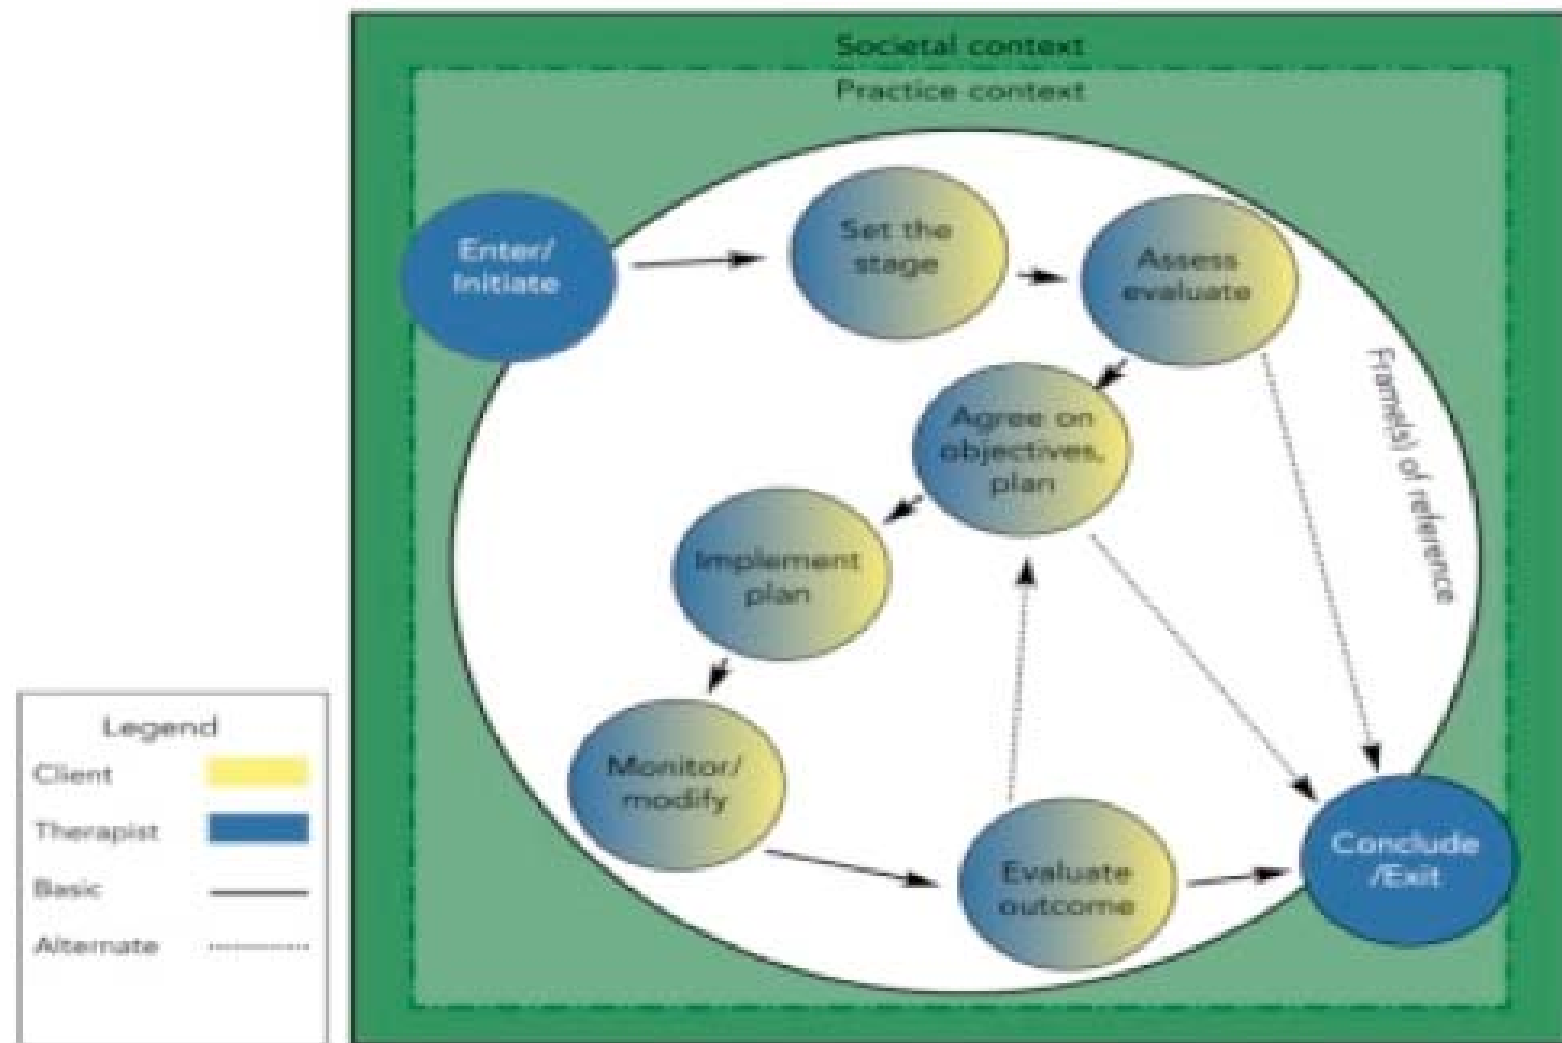 Societal context
Practice context
Enter/
Initiate
Set the
stage
Assess
evaluate
Agree on
objectives,
plan
Frame(s) of reference
Implement
plan
Monitor/
modify
Evaluate
outcome
Conclude
/Exit
Legend
Client
Therapist
Basic
Alternate